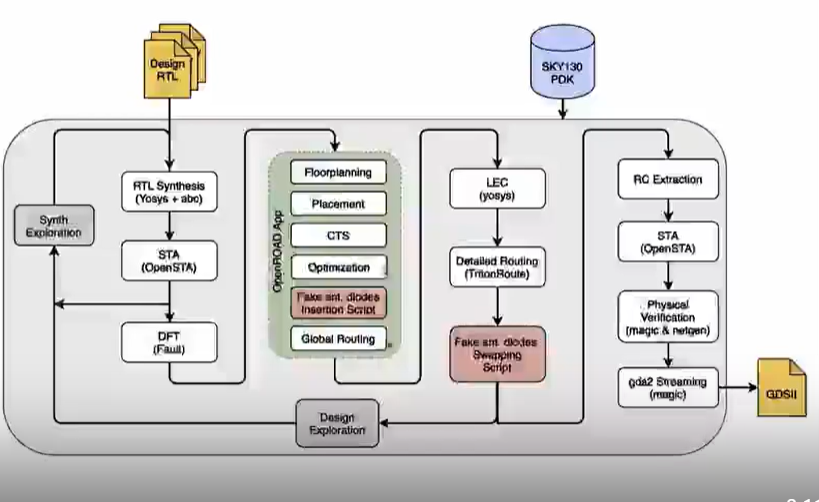 Design
RTL
SKY130
PDK
RTL Synthesis
(Yosys + abc)
STA
(OpenSTA)
DFT
(Fault)
Synth
Exploration
OpenROAD App
Floorplanning
Placement
CTS
Optimization
Fake ant. diodes
Insertion Script
Global Routing
LEC
(yosys)
Detailed Routing
(TritonRoute)
Fake ant. diodes
Swapping
Script
Design
Exploration
RC Extraction
STA
(OpenSTA)
Physical
Verification
(magic & netgen)
gds2 Streaming
(magic)
GDSII